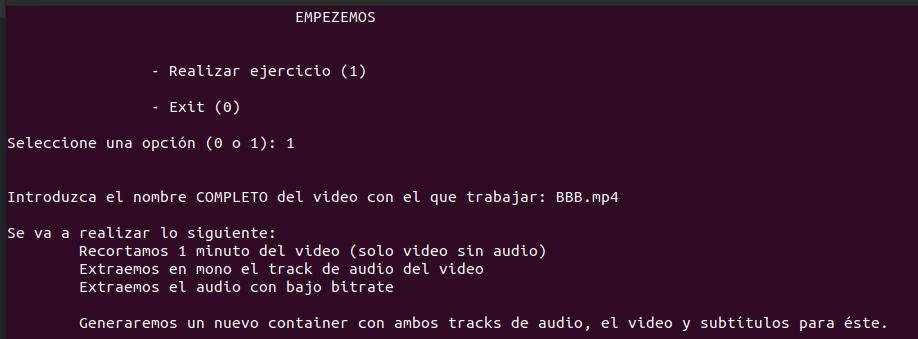 EMPEZEMOS
- Realizar ejercicio (1)
- Exit (0)
Seleccione una opción (0 o 1): 1
Introduzca el nombre COMPLETO del video con el que trabajar: BBB.mp4
Se va a realizar lo siguiente:
Recortamos 1 minuto del video (solo video sin audio)
Extraemos en mono el track de audio del video
Extraemos el audio con bajo bitrate
Generaremos un nuevo container con ambos tracks de audio, el video y subtítulos para éste.